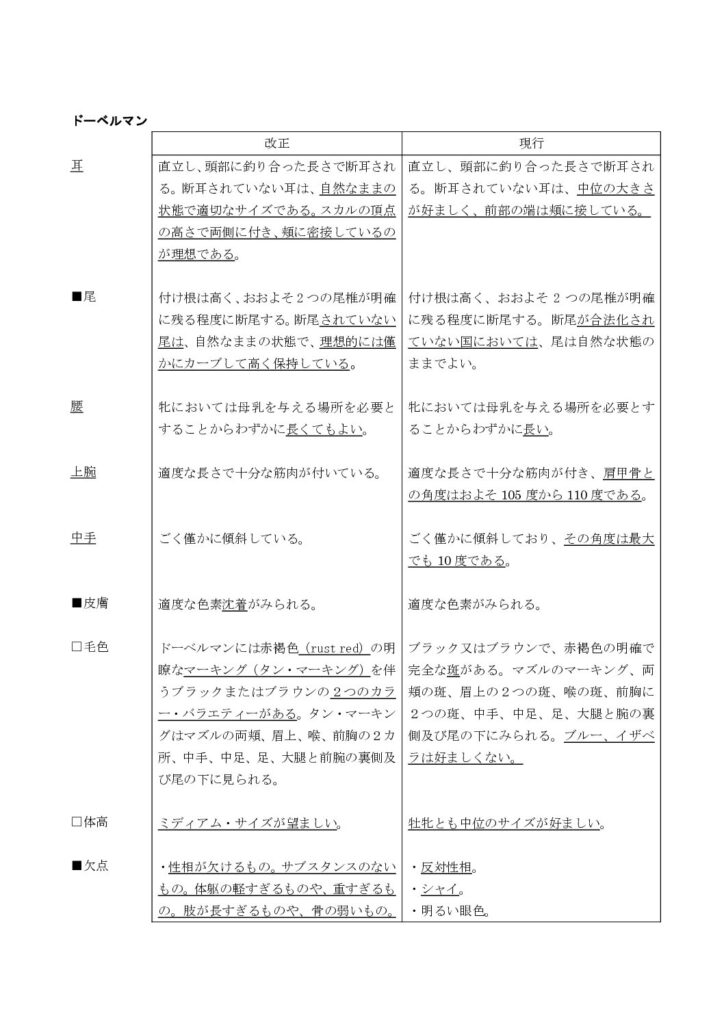 ドーベルマン
改正
現行
耳
直立し、頭部に釣り合った長さで断耳され
る。断耳されていない耳は、自然なままの
状態で適切なサイズである。スカルの頂点
の高さで両側に付き、頬に密接しているの
が理想である。
直立し、頭部に釣り合った長さで断耳され
る。断耳されていない耳は、中位の大きさ
が好ましく、前部の端は頬に接している。
■尾
付け根は高く、おおよそ2つの尾椎が明確
に残る程度に断尾する。断尾されていない
尾は、自然なままの状態で、理想的には僅
かにカーブして高く保持している。
付け根は高く、おおよそ 2 つの尾椎が明確
に残る程度に断尾する。断尾が合法化され
ていない国においては、尾は自然な状態の
ままでよい。
腰
牝においては母乳を与える場所を必要と
することからわずかに長くてもよい。
牝においては母乳を与える場所を必要とす
ることからわずかに長い。
上腕
適度な長さで十分な筋肉が付いている。
適度な長さで十分な筋肉が付き、肩甲骨と
の角度はおよそ 105 度から 110 度である。
中手
ごく僅かに傾斜している。
ごく僅かに傾斜しており、その角度は最大
でも 10 度である。
■皮膚
適度な色素沈着がみられる。
適度な色素がみられる。
□毛色
ドーベルマンには赤褐色（rust red）の明
瞭なマーキング（タン・マーキング）を伴
うブラックまたはブラウンの２つのカラ
ー・バラエティーがある。タン・マーキン
グはマズルの両頬、眉上、喉、前胸の２カ
所、中手、中足、足、大腿と前腕の裏側及
び尾の下に見られる。
ブラック又はブラウンで、赤褐色の明確で
完全な斑がある。マズルのマーキング、両
頬の斑、眉上の２つの斑、喉の斑、前胸に
２つの斑、中手、中足、足、大腿と腕の裏
側及び尾の下にみられる。ブルー、イザベ
ラは好ましくない。
□体高
ミディアム・サイズが望ましい。
牡牝とも中位のサイズが好ましい。
■欠点
・性相が欠けるもの。サブスタンスのない
もの。体躯の軽すぎるものや、重すぎるも
の。肢が長すぎるものや、骨の弱いもの。
・反対性相。
・シャイ。
・明るい眼色。